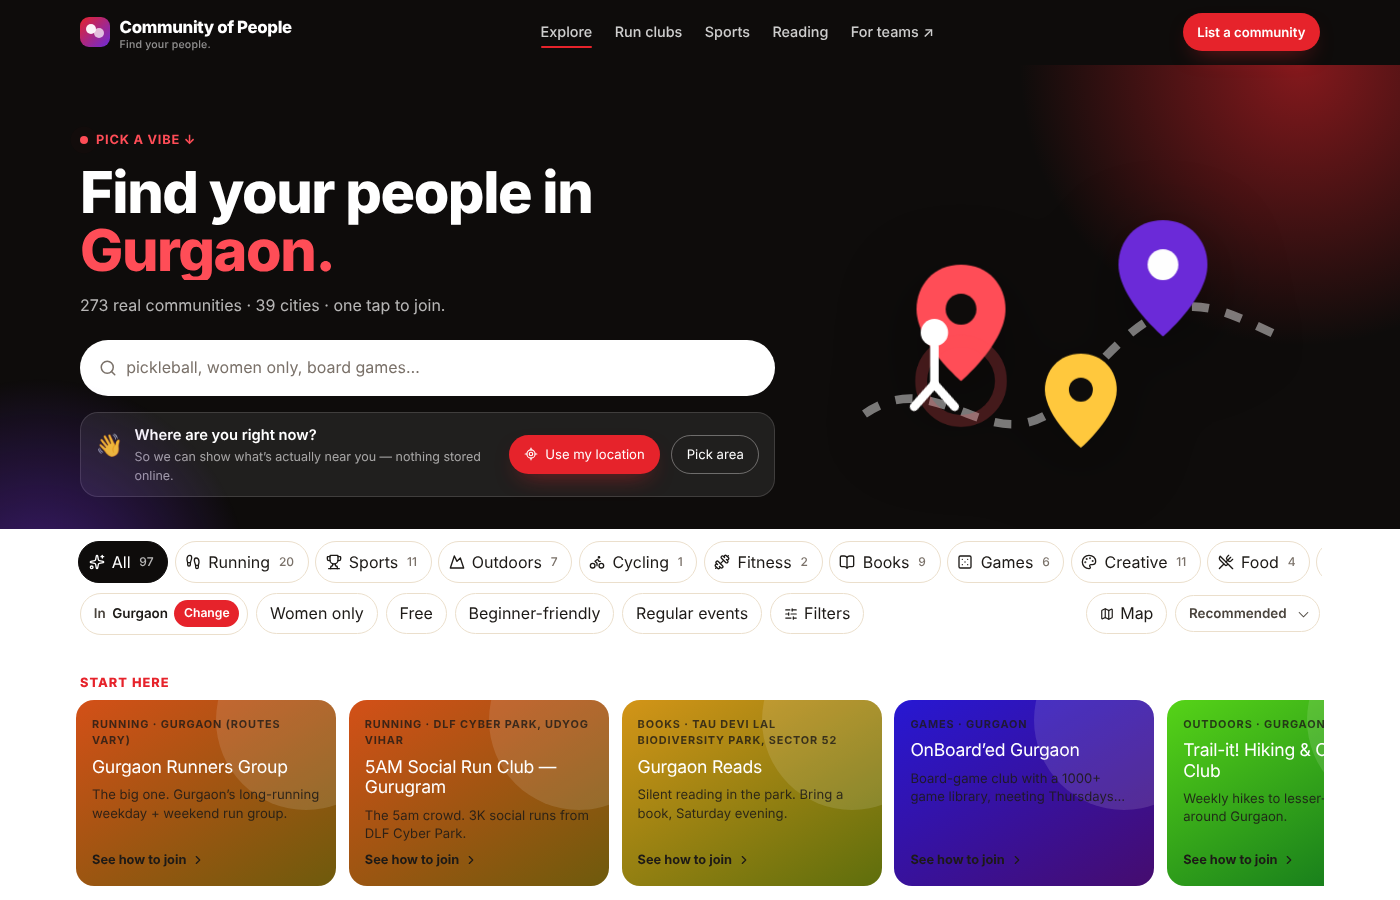 Community of People
Find your people.
Explore
Run clubs
Sports
Reading
For teams ↗
List a community
PICK A VIBE ↓
Find your people in
Gurgaon.
273 real communities · 39 cities · one tap to join.
pickleball, women only, board games...
Where are you right now?
So we can show what's actually near you — nothing stored
online.
Use my location
Pick area
All 97
Running 20
Sports 11
Outdoors 7
Cycling 1
Fitness 2
Books 9
Games 6
Creative 11
Food 4
In Gurgaon Change
Women only
Free
Beginner-friendly
Regular events
Filters
Map
Recommended
START HERE
RUNNING · GURGAON (ROUTES
VARY)
Gurgaon Runners Group
The big one. Gurgaon's long-running
weekday + weekend run group.
See how to join
RUNNING · DLF CYBER PARK, UDYOG
VIHAR
5AM Social Run Club —
Gurugram
The 5am crowd. 3K social runs from
DLF Cyber Park.
See how to join
BOOKS · TAU DEVI LAL
BIODIVERSITY PARK, SECTOR 52
Gurgaon Reads
Silent reading in the park. Bring a
book, Saturday evening.
See how to join
GAMES · GURGAON
OnBoard'ed Gurgaon
Board-game club with a 1000+
game library, meeting Thursdays...
See how to join
OUTDOORS · GURGAON
Trail-it! Hiking &
Club
Weekly hikes to lesser-
around Gurgaon.
See how to join